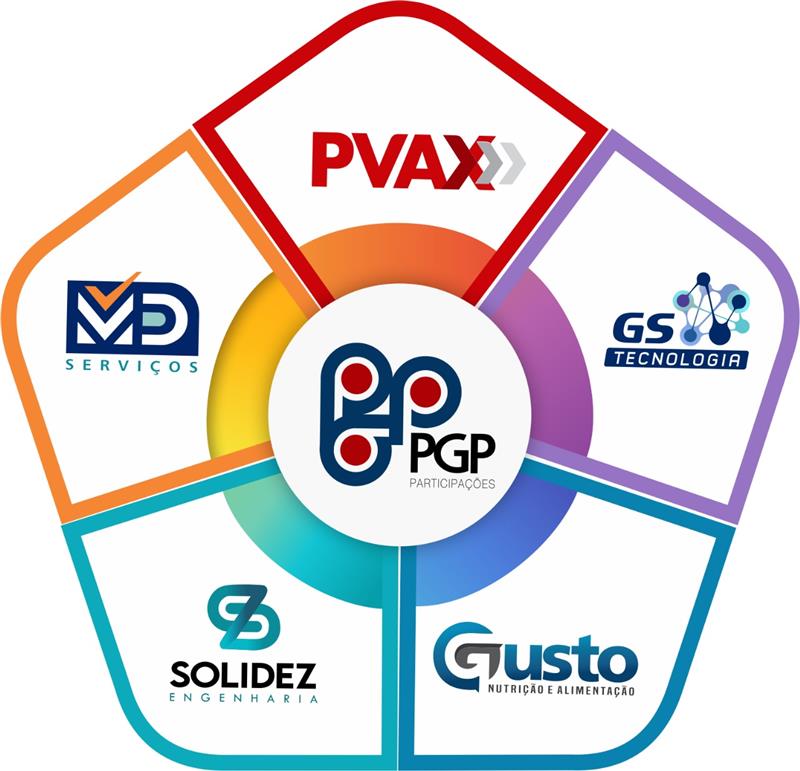 PVAX
MD
SERVIÇOS
GS
TECNOLOGIA
PGP
PARTICIPAÇÕES
SOLIDEZ
ENGENHARIA
Gusto
NUTRIÇÃO E ALIMENTAÇÃO